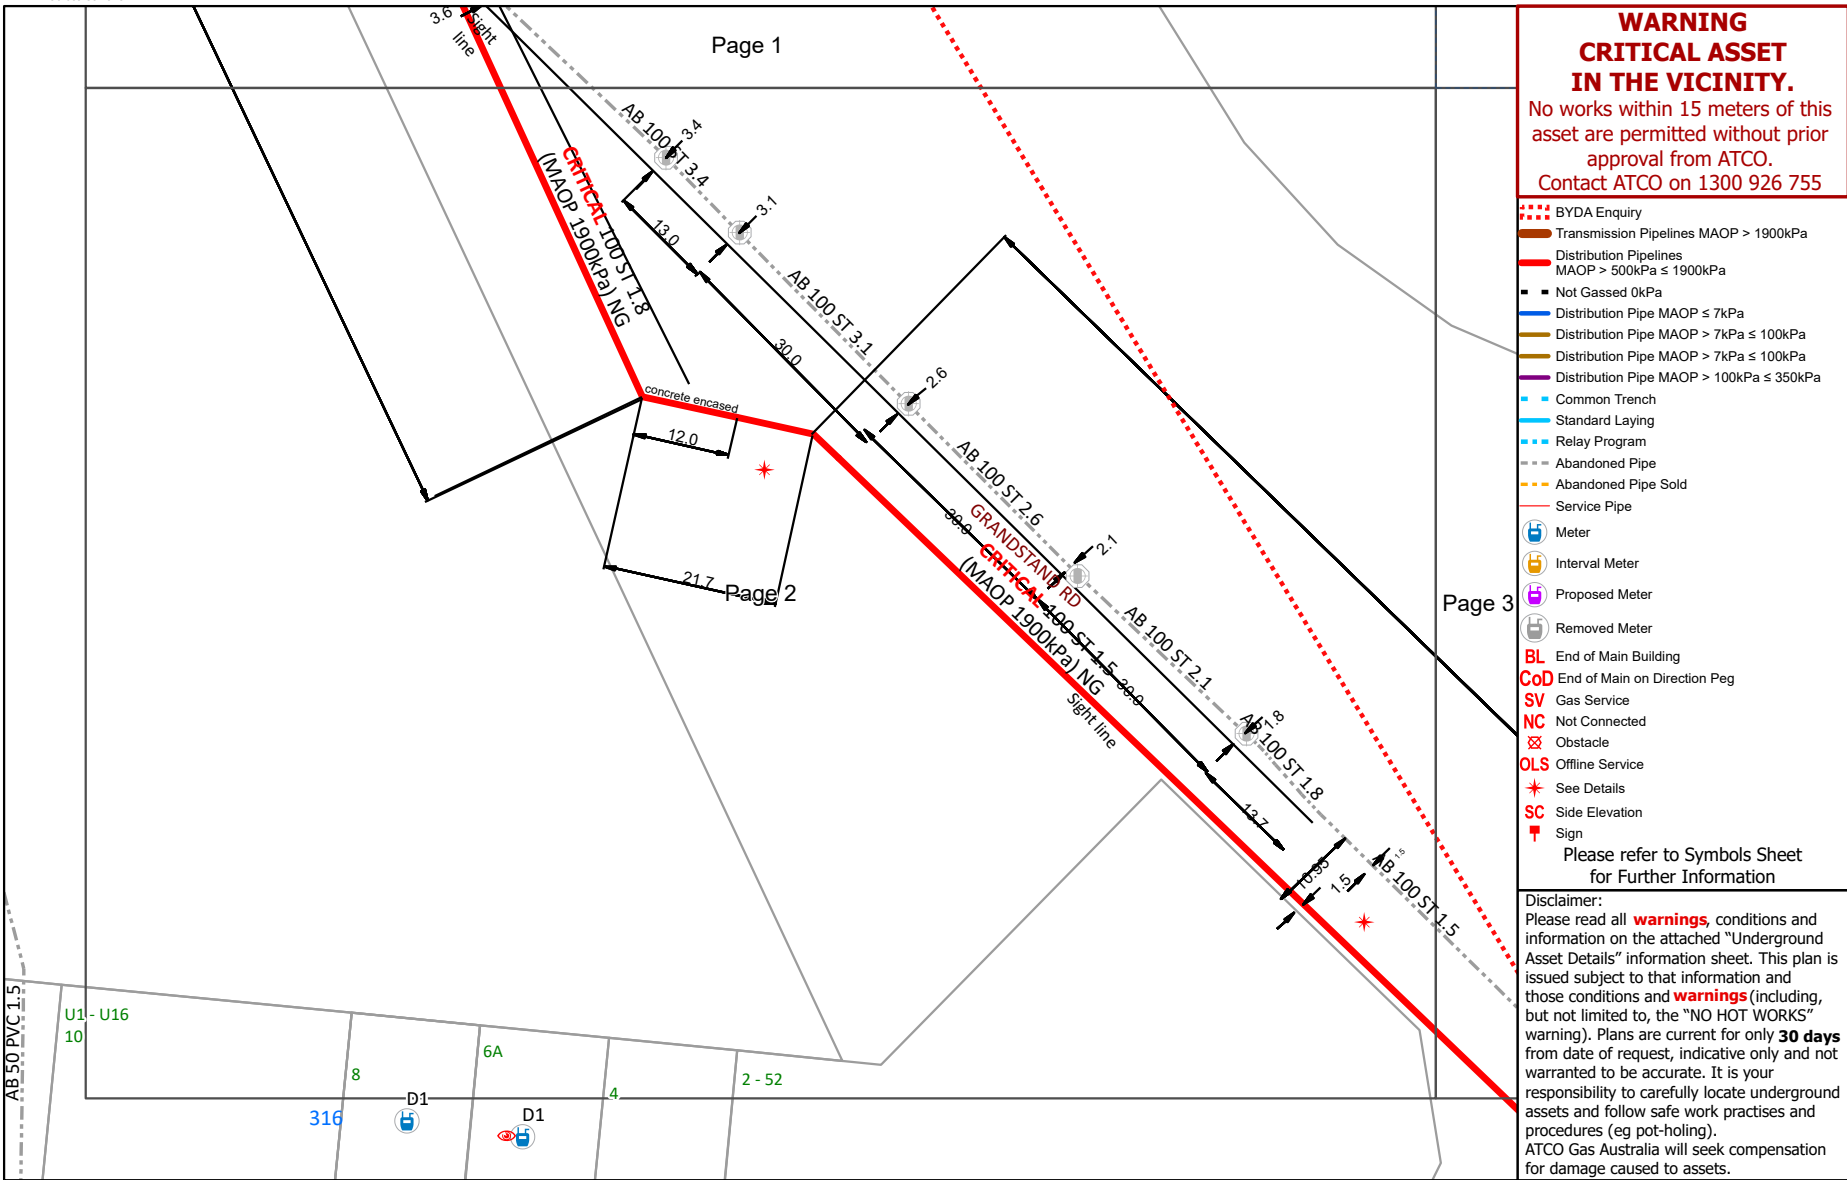 WARNING
CRITICAL ASSET
IN THE VICINITY.
No works within 15 meters of this
asset are permitted without prior
approval from ATCO.
Contact ATCO on 1300 926 755
BYDA Enquiry
Transmission Pipelines MAOP > 1900kPa
Distribution Pipelines
MAOP > 500kPa ≤ 1900kPa
Not Gassed 0kPa
Distribution Pipe MAOP ≤ 7kPa
Distribution Pipe MAOP > 7kPa ≤ 100kPa
Distribution Pipe MAOP > 7kPa ≤ 100kPa
Distribution Pipe MAOP > 100kPa ≤ 350kPa
Common Trench
Standard Laying
Relay Program
Abandoned Pipe
Abandoned Pipe Sold
Service Pipe
Meter
Interval Meter
Proposed Meter
Removed Meter
BL End of Main Building
CoD End of Main on Direction Peg
SV Gas Service
NC Not Connected
Obstacle
OLS Offline Service
See Details
SC Side Elevation
Sign
Please refer to Symbols Sheet
for Further Information
Disclaimer:
Please read all warnings, conditions and
information on the attached “Underground
Asset Details” information sheet. This plan is
issued subject to that information and
those conditions and warnings (including,
but not limited to, the “NO HOT WORKS”
warning). Plans are current for only 30 days
from date of request, indicative only and not
warranted to be accurate. It is your
responsibility to carefully locate underground
assets and follow safe work practises and
procedures (eg pot-holing).
ATCO Gas Australia will seek compensation
for damage caused to assets.
Page 1
3.6
Sight
line
AB 100 ST 3.4
3.4
CRITICAL 100 ST 1.8
(MAOP 1900kPa) NG
13.0
3.1
AB 100 ST 3.1
30.0
2.6
concrete encased
12.0
21.7
Page 2
AB 100 ST 2.6
30.0
GRANDSTAND RD
CRITICAL 100 ST 1.5
(MAOP 1900kPa) NG
Sight line
2.1
AB 100 ST 2.1
30.0
Page 3
1.8
AB 100 ST 1.8
13.7
1.5
1.5
AB 100 ST 1.5
AB 50 PVC 1.5
U1 - U16
10
8
6A
4
2 - 52
316
D1
D1